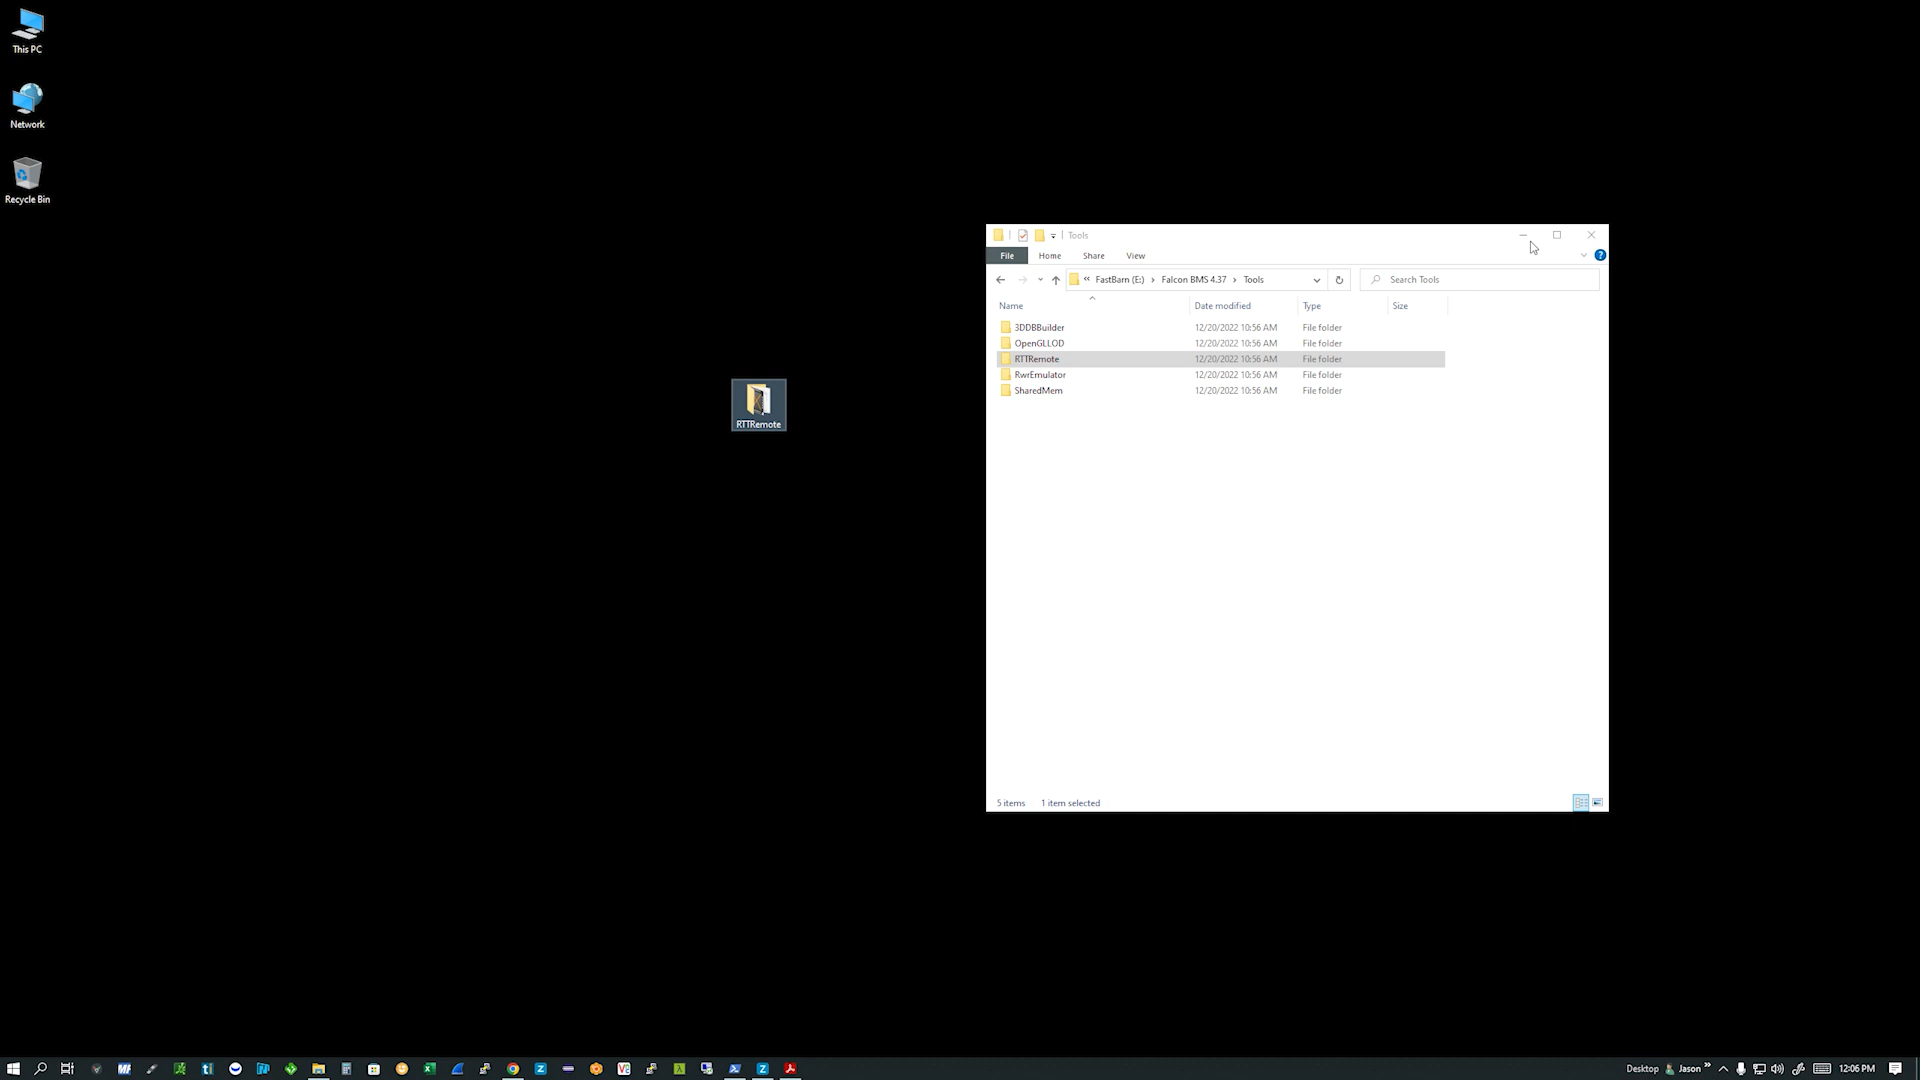 This PC
Network
Recycle Bin
RTTRemote
Tools
File Home Share View
?
« FastBarn (E:) > Falcon BMS 4.37 > Tools
Search Tools
Name Date modified Type Size
3DDBBuilder 12/20/2022 10:56 AM File folder
OpenGLLOD 12/20/2022 10:56 AM File folder
RTTRemote 12/20/2022 10:56 AM File folder
RwrEmulator 12/20/2022 10:56 AM File folder
SharedMem 12/20/2022 10:56 AM File folder
5 items 1 item selected
Desktop Jason » 12:06 PM